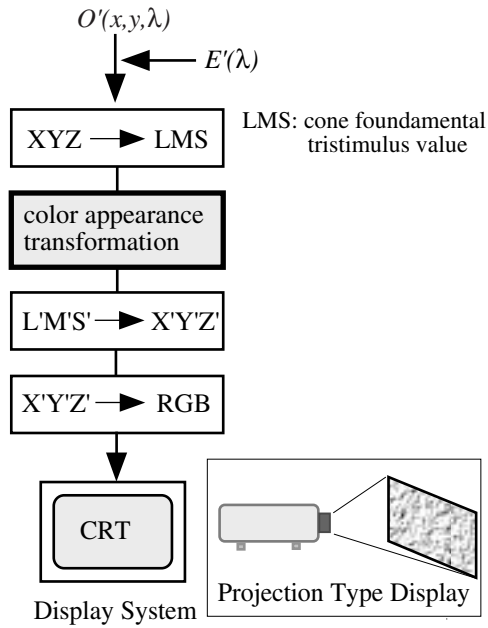 O'(x,y,λ)
E'(λ)
XYZ → LMS
LMS: cone foundamental
tristimulus value
color appearance
transformation
L'M'S' → X'Y'Z'
X'Y'Z' → RGB
CRT
Display System
Projection Type Display